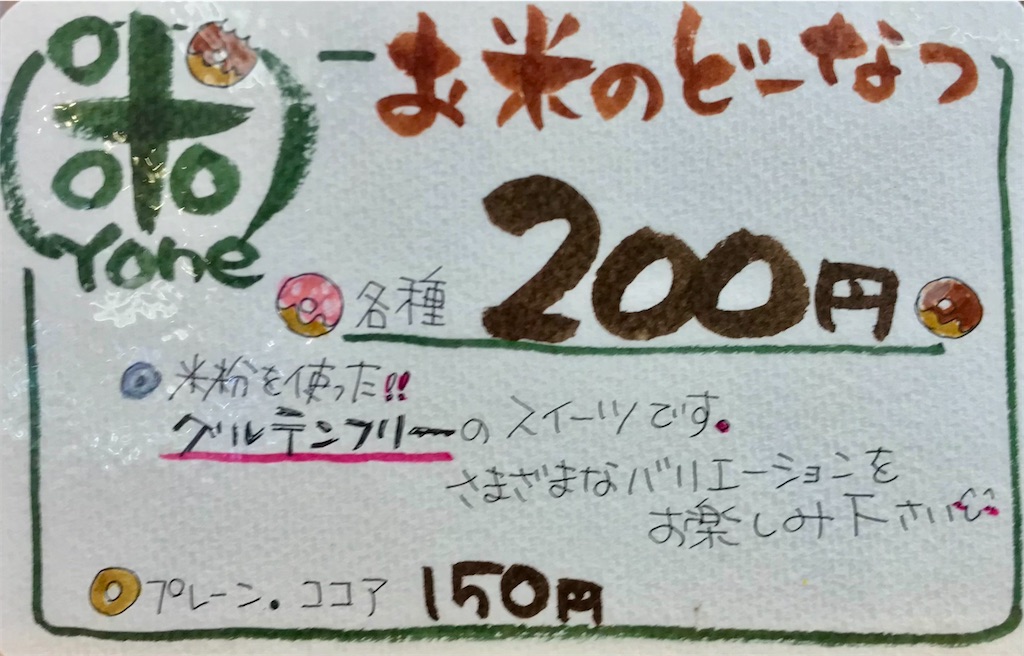 米
Yone
お米のどーなつ
各種 200円
米粉を使った!!
グルテンフリーのスイーツです。
さまざまなバリエーションを
お楽しみ下さい
プレーン・ココア 150円